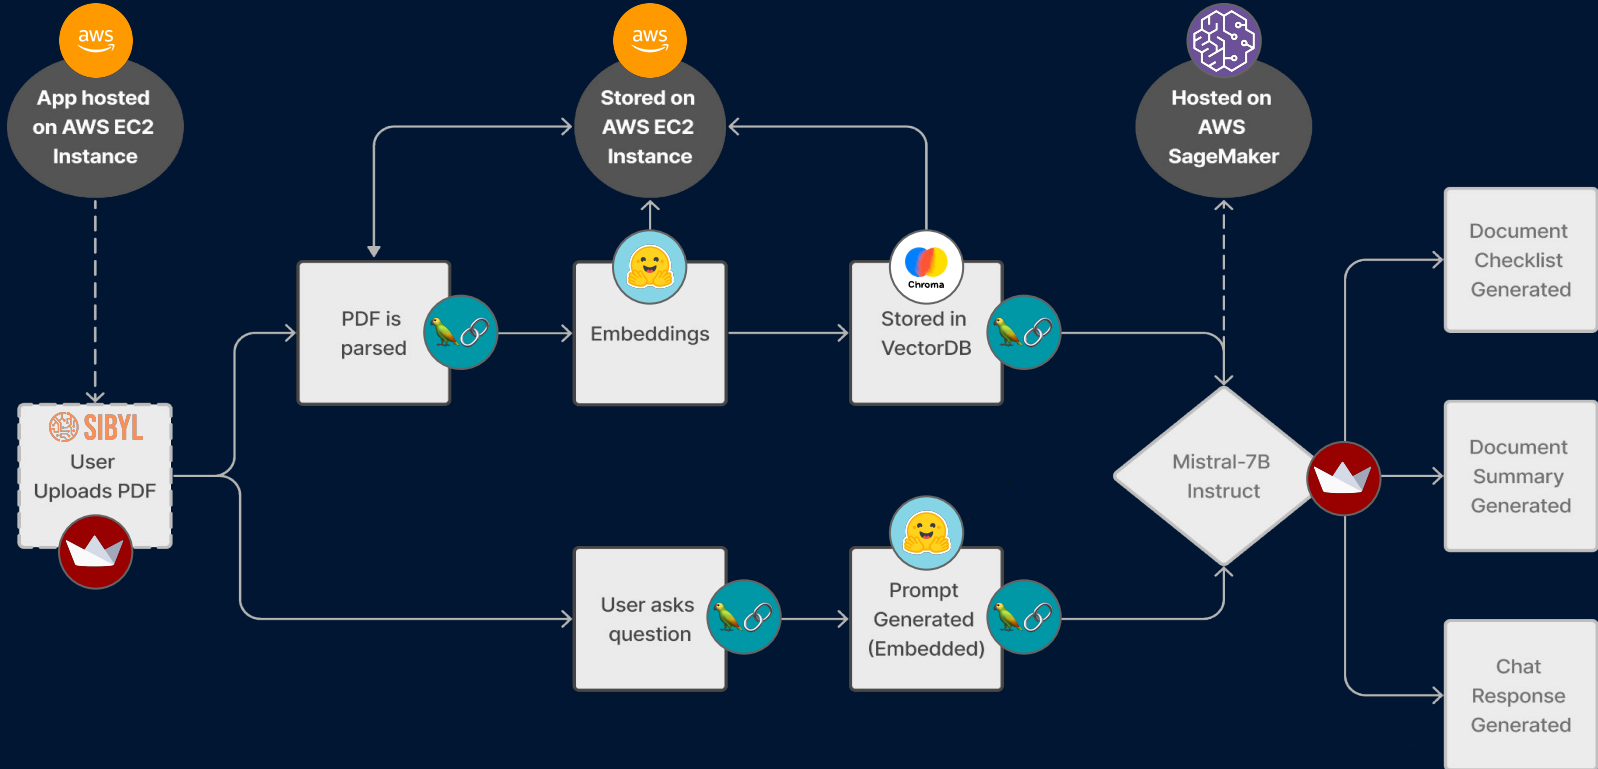 aws
App hosted
on AWS EC2
Instance
aws
Stored on
AWS EC2
Instance
Hosted on
AWS
SageMaker
SIBYL
User
Uploads PDF
PDF is
parsed
Embeddings
Chroma
Stored in
VectorDB
User asks
question
Prompt
Generated
(Embedded)
Mistral-7B
Instruct
Document
Checklist
Generated
Document
Summary
Generated
Chat
Response
Generated